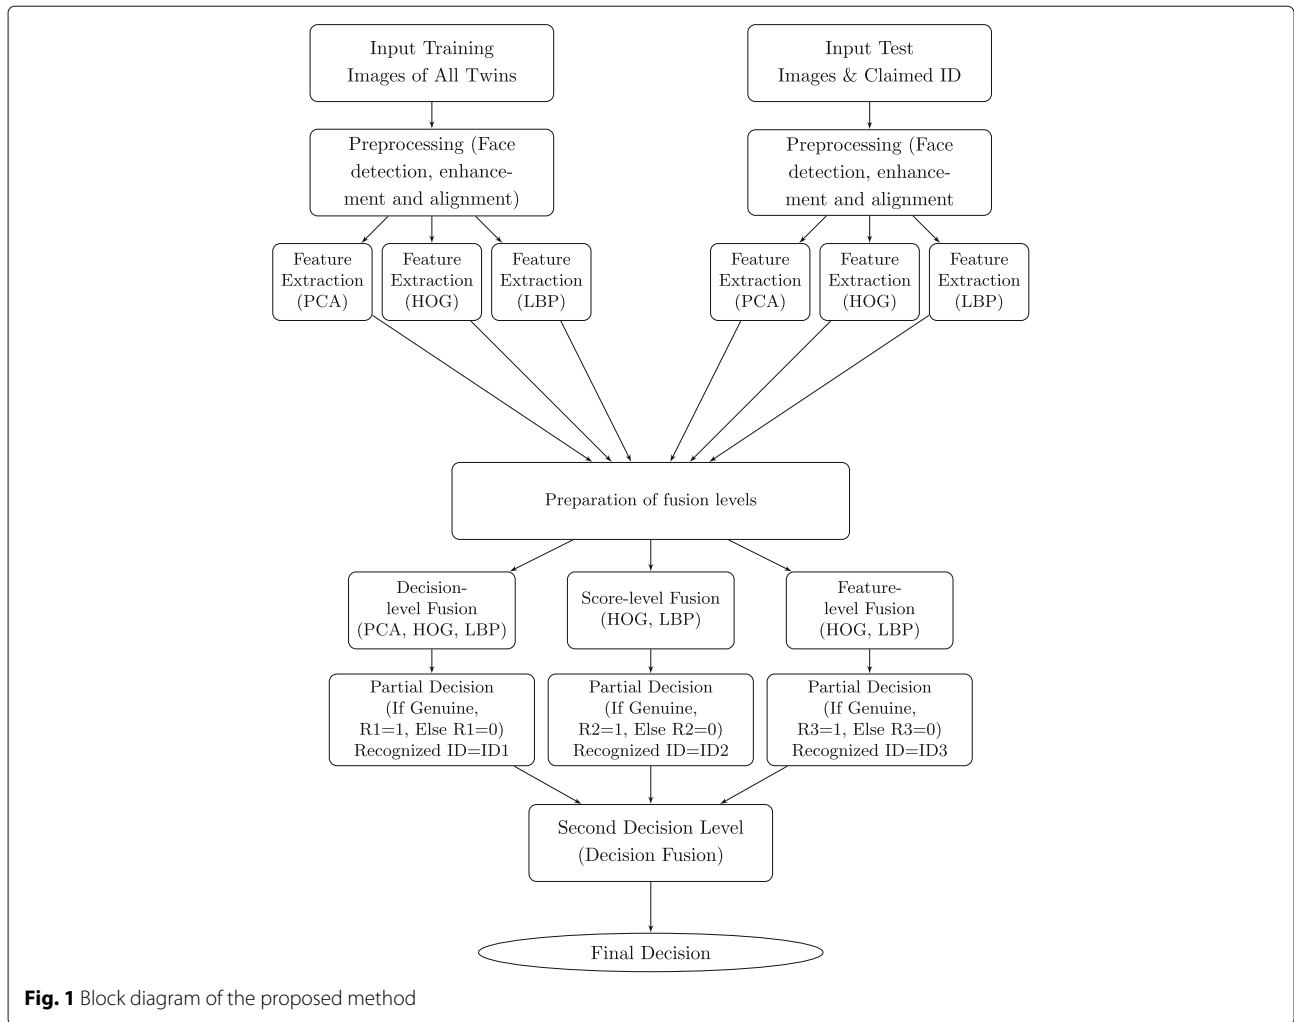 Input Training
Images of All Twins
Input Test
Images & Claimed ID
Preprocessing (Face
detection, enhance-
ment and alignment)
Preprocessing (Face
detection, enhance-
ment and alignment
Feature
Extraction
(PCA)
Feature
Extraction
(HOG)
Feature
Extraction
(LBP)
Feature
Extraction
(PCA)
Feature
Extraction
(HOG)
Feature
Extraction
(LBP)
Preparation of fusion levels
Decision-
level Fusion
(PCA, HOG, LBP)
Score-level Fusion
(HOG, LBP)
Feature-
level Fusion
(HOG, LBP)
Partial Decision
(If Genuine,
R1=1, Else R1=0)
Recognized ID=ID1
Partial Decision
(If Genuine,
R2=1, Else R2=0)
Recognized ID=ID2
Partial Decision
(If Genuine,
R3=1, Else R3=0)
Recognized ID=ID3
Second Decision Level
(Decision Fusion)
Final Decision
Fig. 1 Block diagram of the proposed method